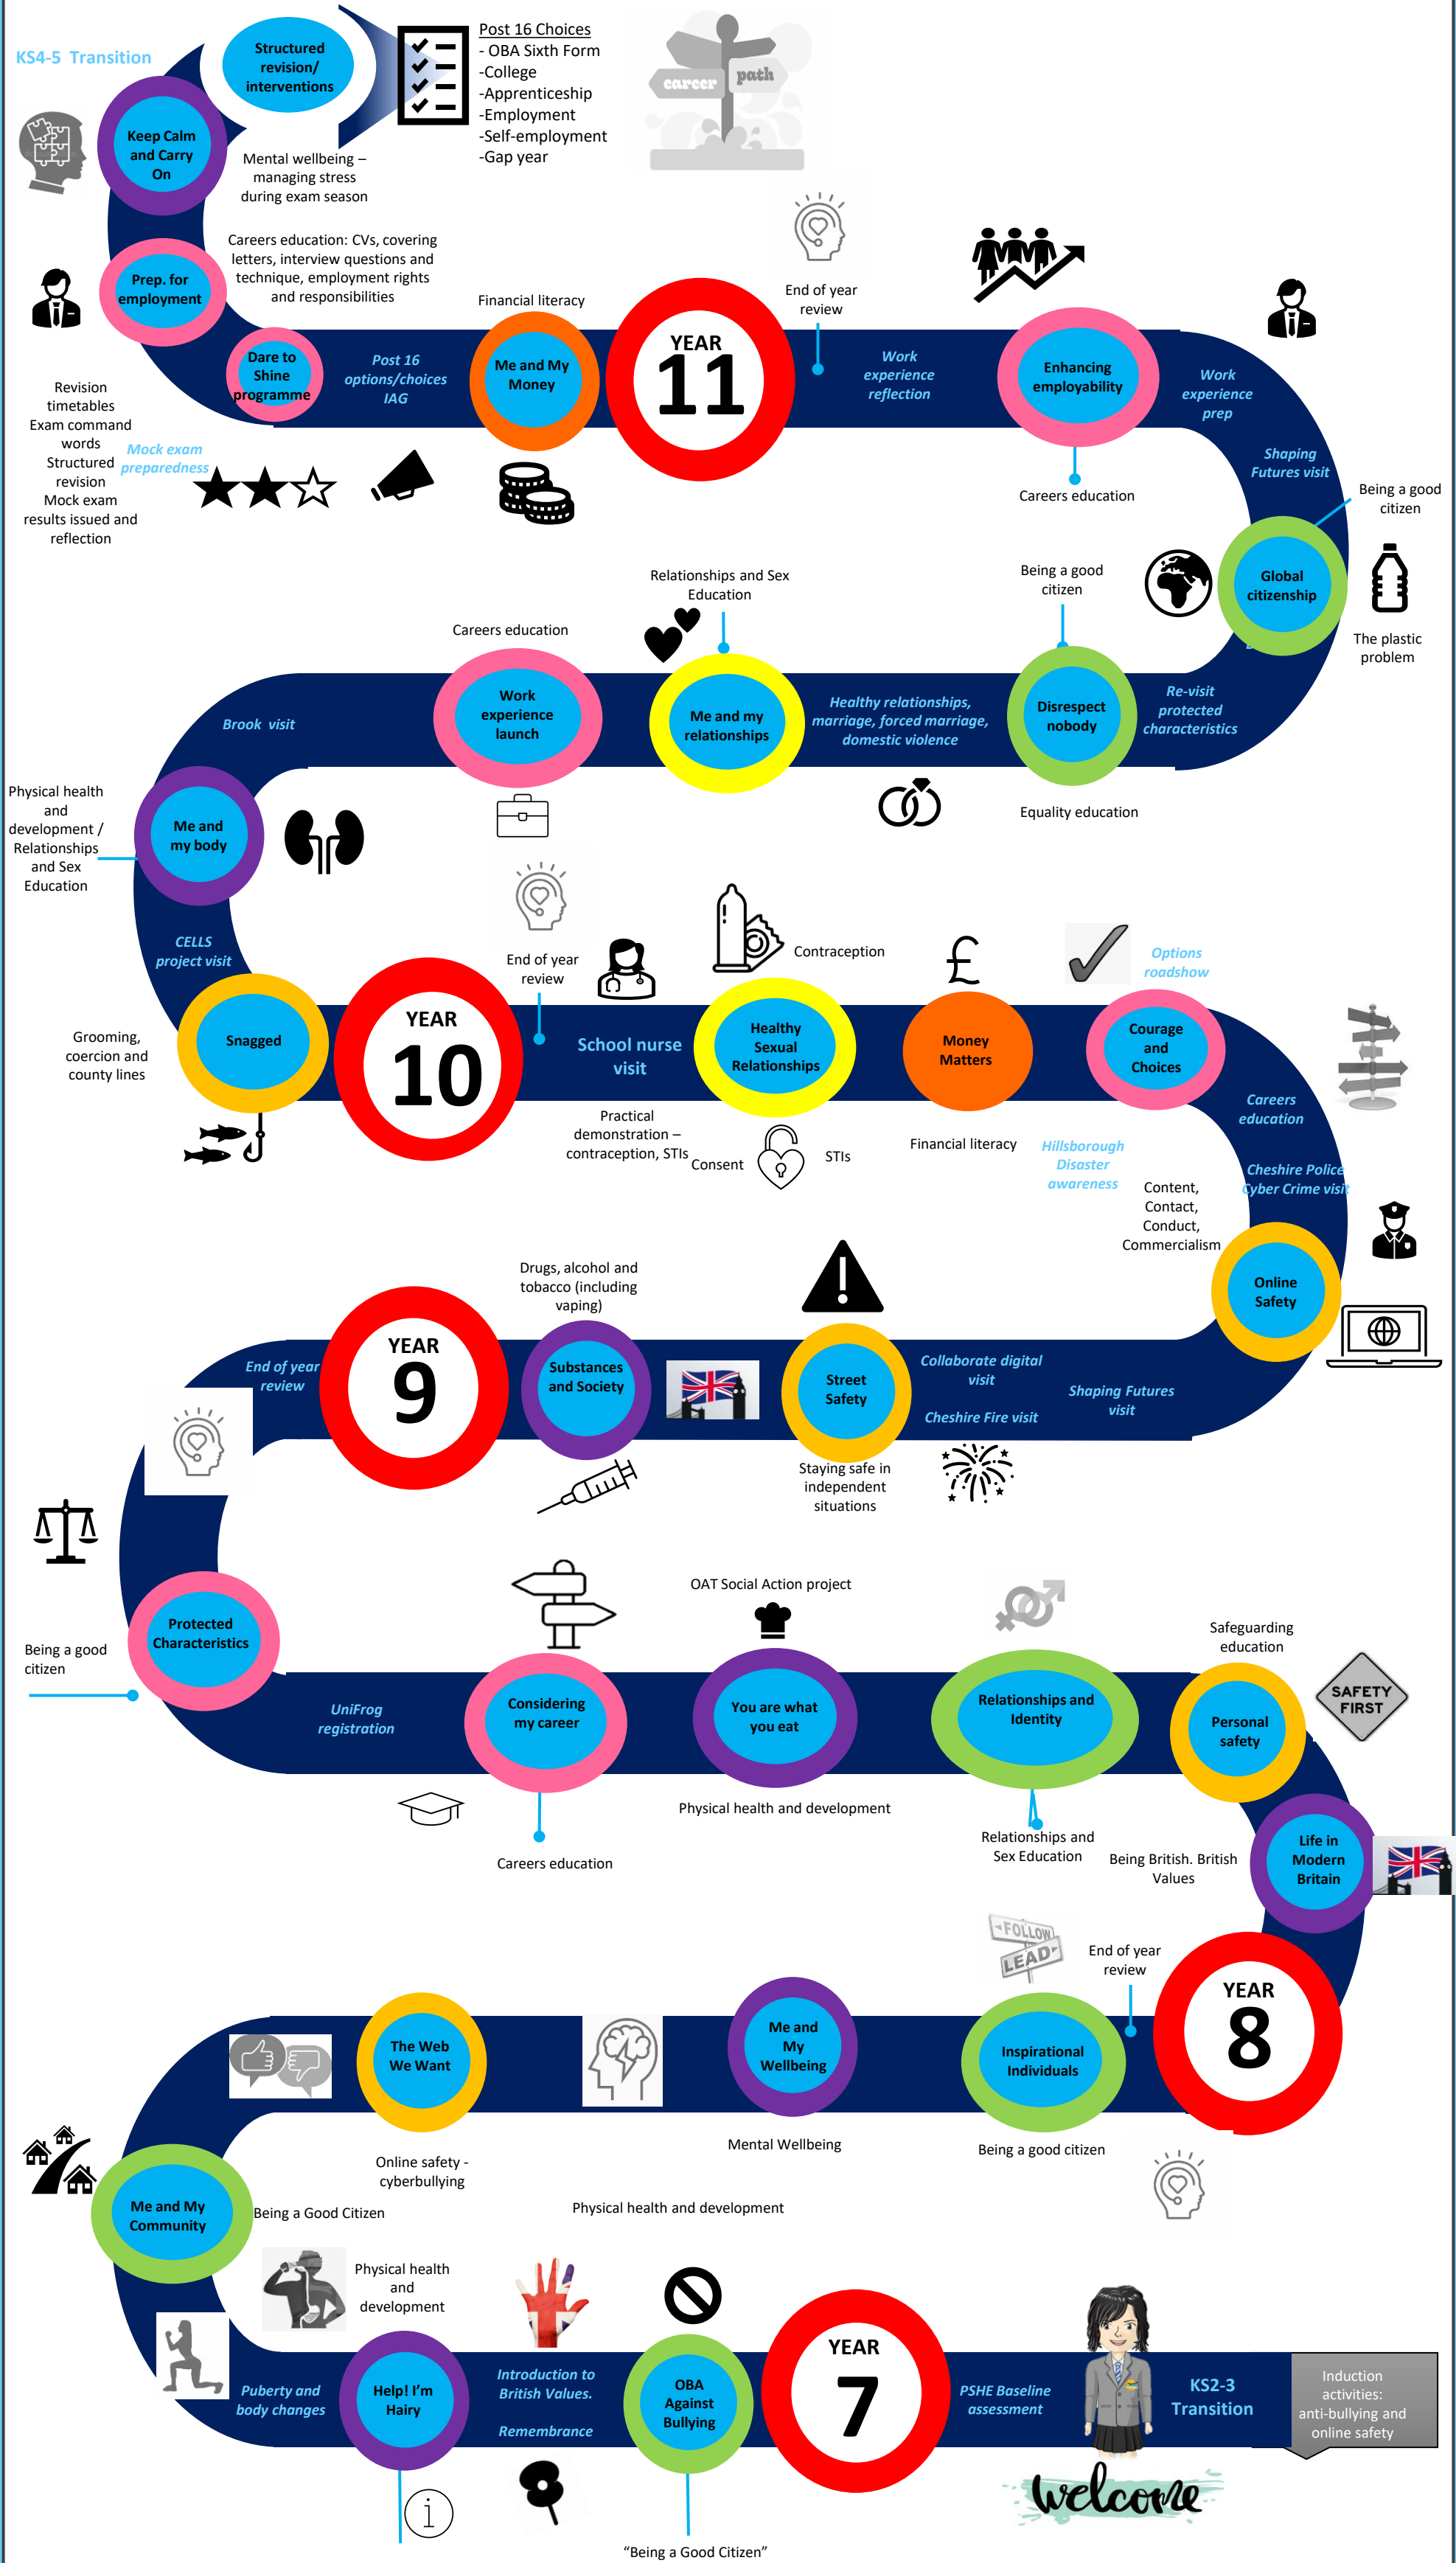 KS4-5 Transition
Structured
revision/
interventions
Post 16 Choices
- OBA Sixth Form
-College
-Apprenticeship
-Employment
-Self-employment
-Gap year
career
path
Keep Calm
and Carry
On
Mental wellbeing –
managing stress
during exam season
Prep. for
employment
Careers education: CVs, covering
letters, interview questions and
technique, employment rights
and responsibilities
Dare to
Shine
programme
Post 16
options/choices
IAG
Financial literacy
Me and My
Money
YEAR
11
End of year
review
Work
experience
reflection
Enhancing
employability
Careers education
Work
experience
prep
Shaping
Futures visit
Revision
timetables
Exam command
words
Structured
revision
Mock exam
results issued and
reflection
Mock exam
preparedness
Being a good
citizen
Global
citizenship
The plastic
problem
Being a good
citizen
Relationships and Sex
Education
Careers education
Brook visit
Work
experience
launch
Me and my
relationships
Healthy relationships,
marriage, forced marriage,
domestic violence
Disrespect
nobody
Re-visit
protected
characteristics
Equality education
Physical health
and
development /
Relationships
and Sex
Education
Me and
my body
CELLS
project visit
Grooming,
coercion and
county lines
Snagged
YEAR
10
End of year
review
School nurse
visit
Practical
demonstration –
contraception, STIs
Contraception
Healthy
Sexual
Relationships
Consent
STIs
£
Money
Matters
Financial literacy
Options
roadshow
Courage
and
Choices
Careers
education
Hillsborough
Disaster
awareness
Cheshire Police
Cyber Crime visit
Content,
Contact,
Conduct,
Commercialism
Online
Safety
End of year
review
YEAR
9
Drugs, alcohol and
tobacco (including
vaping)
Substances
and Society
Street
Safety
Staying safe in
independent
situations
Collaborate digital
visit
Cheshire Fire visit
Shaping Futures
visit
Protected
Characteristics
Being a good
citizen
UniFrog
registration
Considering
my career
Careers education
OAT Social Action project
You are what
you eat
Physical health and development
Relationships and
Identity
Relationships and
Sex Education
Safeguarding
education
Personal
safety
SAFETY
FIRST
Being British. British
Values
Life in
Modern
Britain
FOLLOW
LEAD
End of year
review
YEAR
8
The Web
We Want
Me and
My
Wellbeing
Inspirational
Individuals
Online safety -
cyberbullying
Mental Wellbeing
Being a good citizen
Me and My
Community
Being a Good Citizen
Physical health and development
Physical health
and
development
Puberty and
body changes
Help! I'm
Hairy
i
Introduction to
British Values.
Remembrance
OBA
Against
Bullying
“Being a Good Citizen”
YEAR
7
PSHE Baseline
assessment
KS2-3
Transition
Induction
activities:
anti-bullying and
online safety
welcome